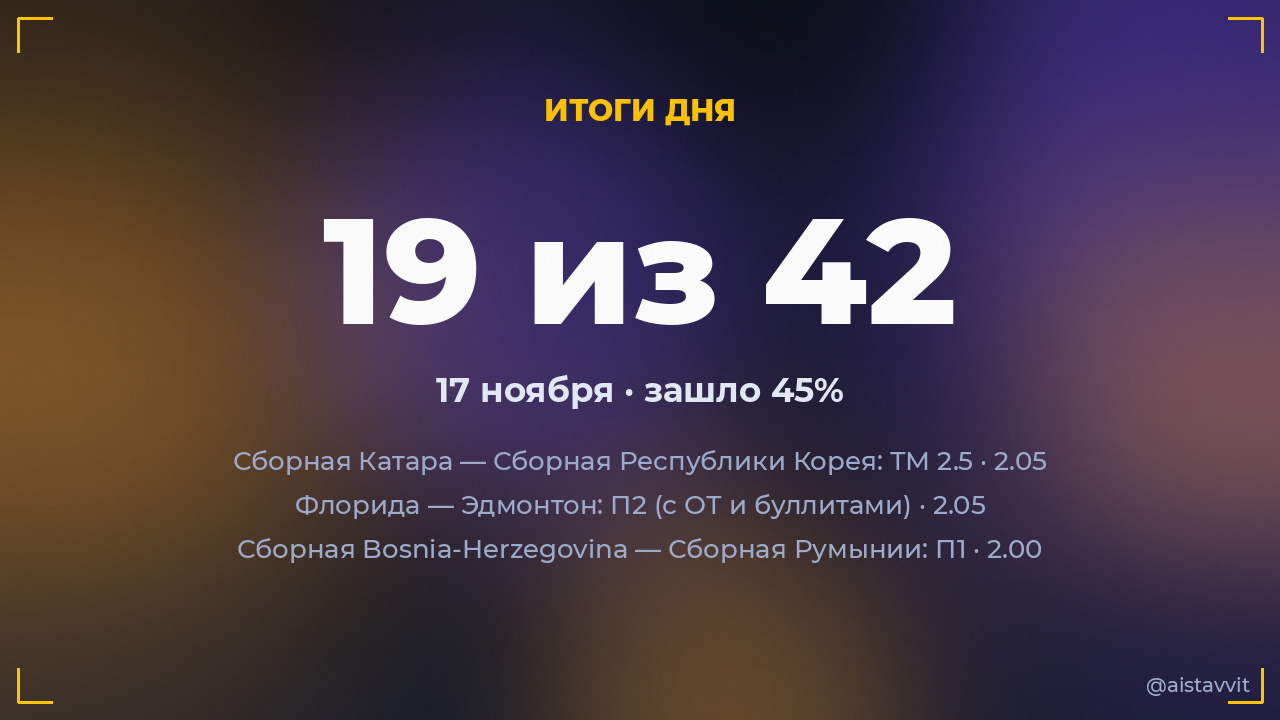 ИТОГИ ДНЯ
19 из 42
17 ноября · зашло 45%
Сборная Катара — Сборная Республики Корея: ТМ 2.5 · 2.05
Флорида — Эдмонтон: П2 (с ОТ и буллитами) · 2.05
Сборная Bosnia-Herzegovina — Сборная Румынии: П1 · 2.00
@aistavvit